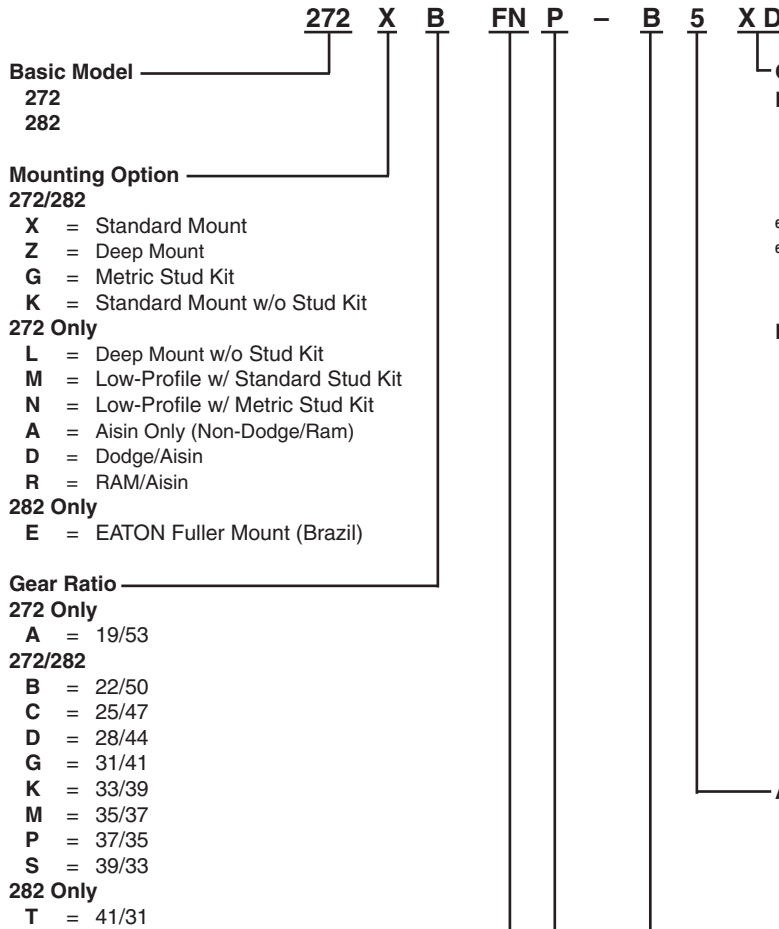 272 X B FN P – B 5 X D
Basic Model
272
282
Mounting Option
272/282
X = Standard Mount
Z = Deep Mount
G = Metric Stud Kit
K = Standard Mount w/o Stud Kit
272 Only
L = Deep Mount w/o Stud Kit
M = Low-Profile w/ Standard Stud Kit
N = Low-Profile w/ Metric Stud Kit
A = Aisin Only (Non-Dodge/Ram)
D = Dodge/Aisin
R = RAM/Aisin
282 Only
E = EATON Fuller Mount (Brazil)
Gear Ratio
272 Only
A = 19/53
272/282
B = 22/50
C = 25/47
D = 28/44
G = 31/41
K = 33/39
M = 35/37
P = 37/35
S = 39/33
282 Only
T = 41/31